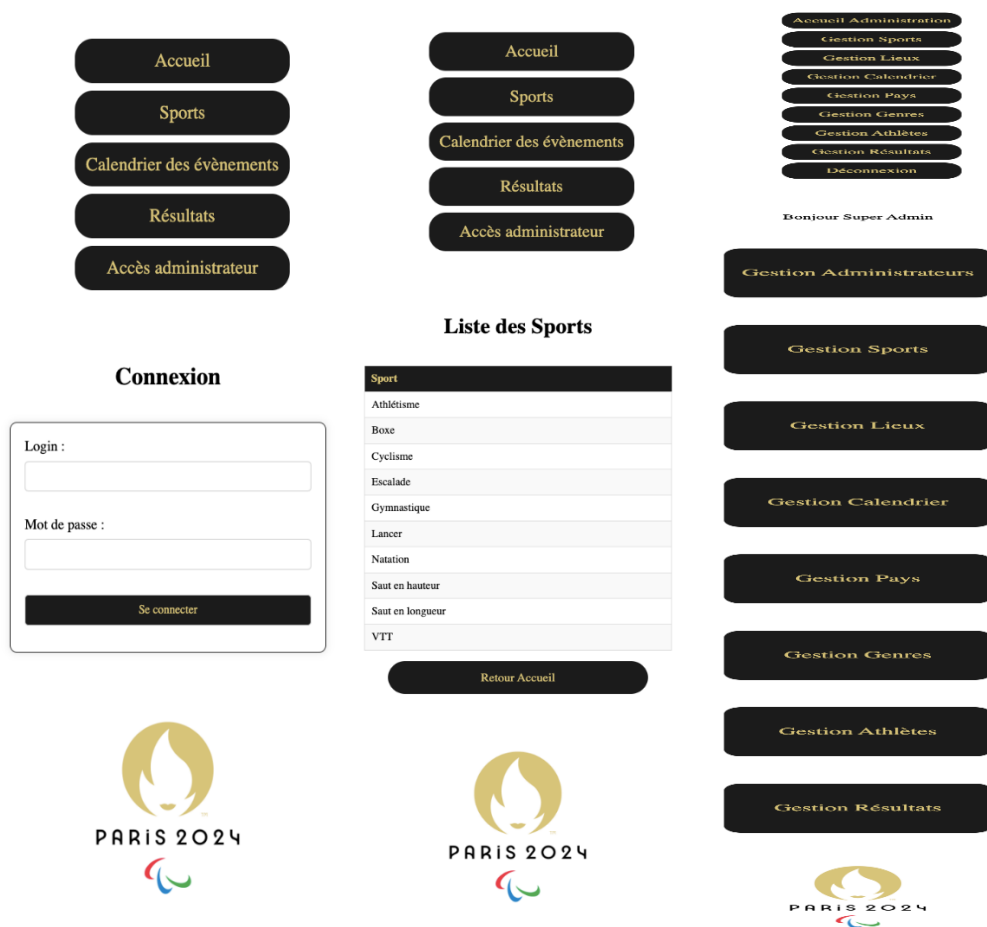 Accueil
Sports
Calendrier des évènements
Résultats
Accès administrateur
Connexion
Login :
Mot de passe :
Se connecter
PARIS 2024
Accueil
Sports
Calendrier des évènements
Résultats
Accès administrateur
Liste des Sports
Sport
Athlétisme
Boxe
Cyclisme
Escalade
Gymnastique
Lancer
Natation
Saut en hauteur
Saut en longueur
VTT
Retour Accueil
PARIS 2024
Accueil Administration
Gestion Sports
Gestion Lieux
Gestion Calendrier
Gestion Pays
Gestion Genres
Gestion Athlètes
Gestion Résultats
Déconnexion
Bonjour Super Admin
Gestion Administrateurs
Gestion Sports
Gestion Lieux
Gestion Calendrier
Gestion Pays
Gestion Genres
Gestion Athlètes
Gestion Résultats
PARIS 2024